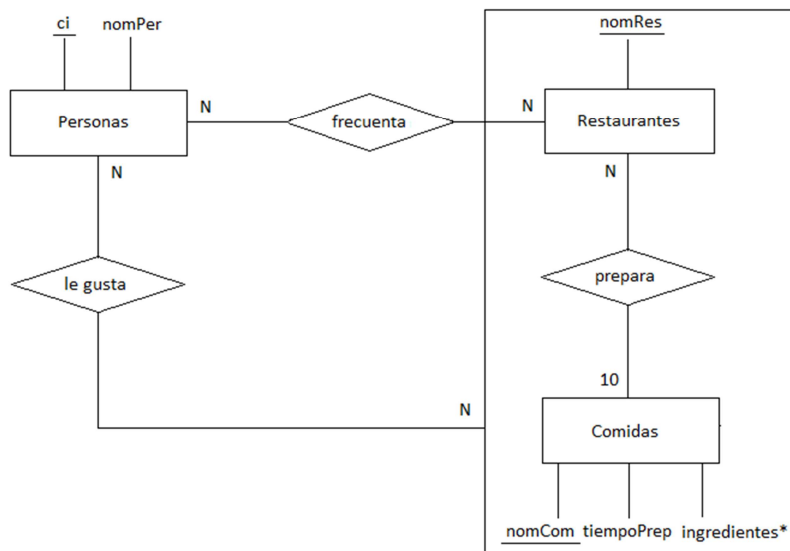 ci nomPer
nomRes
Personas
N
frecuenta
N
Restaurantes
N
N
le gusta
prepara
10
N
Comidas
nomCom tiempoPrep ingredientes*